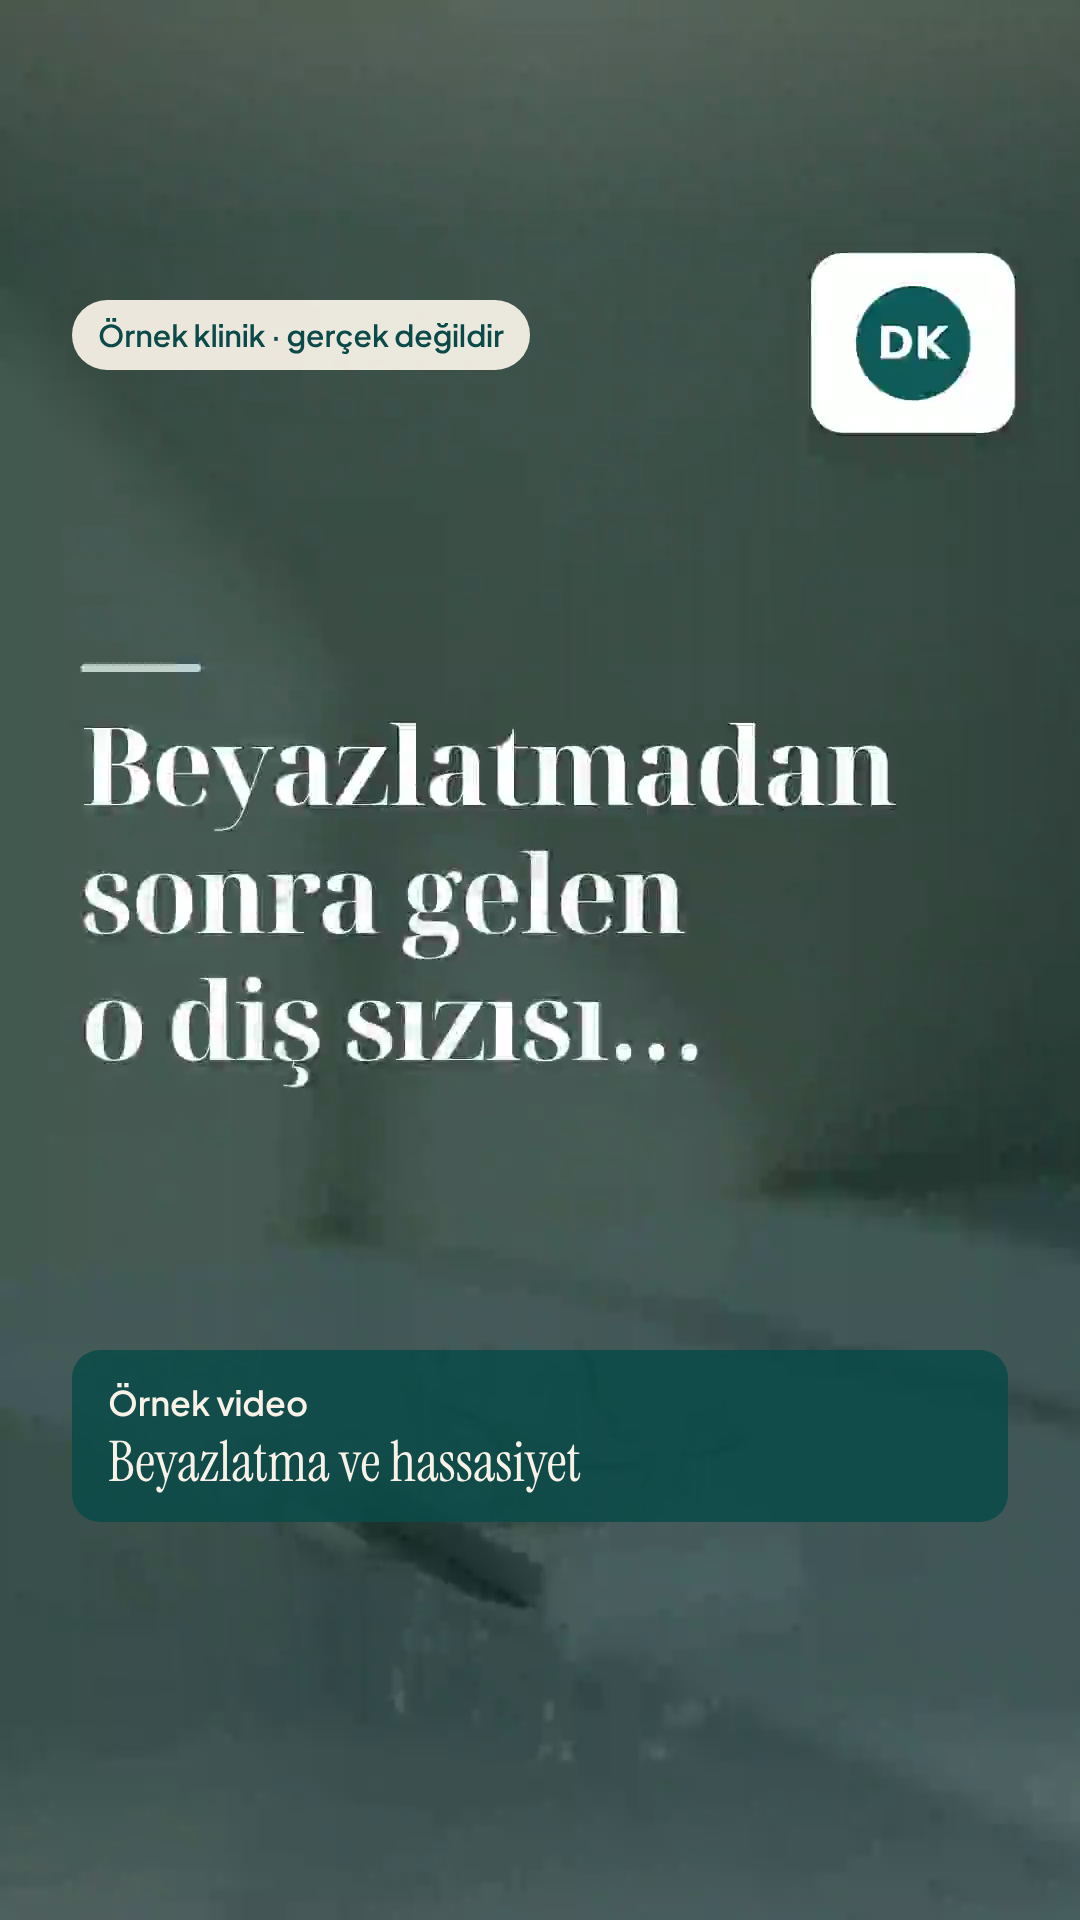 Örnek klinik · gerçek değildir
DK
Beyazlatmadan
sonra gelen
o diş sızısı...
Örnek video
Beyazlatma ve hassasiyet